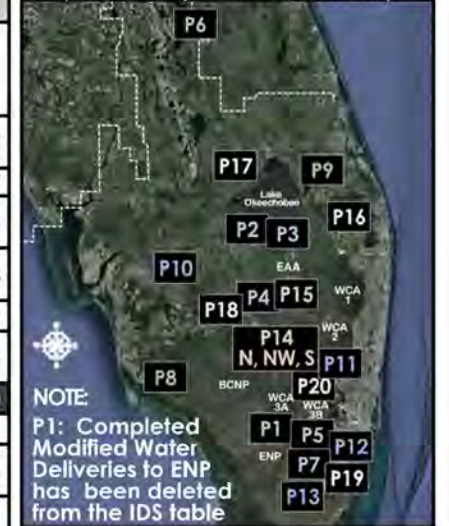 P6
P17
P9
Lake
Okeechobee
P16
P2 P3
P10
EAA
P18 P4 P15
WCA
1
P14
N, NW, S
WCA
2
P11
P8
BCNP
P20
WCA
3A
WCA
3B
P1 P5 P12
ENP
P7 P19
P13
NOTE:
P1: Completed
Modified Water
Deliveries to ENP
has been deleted
from the IDS table